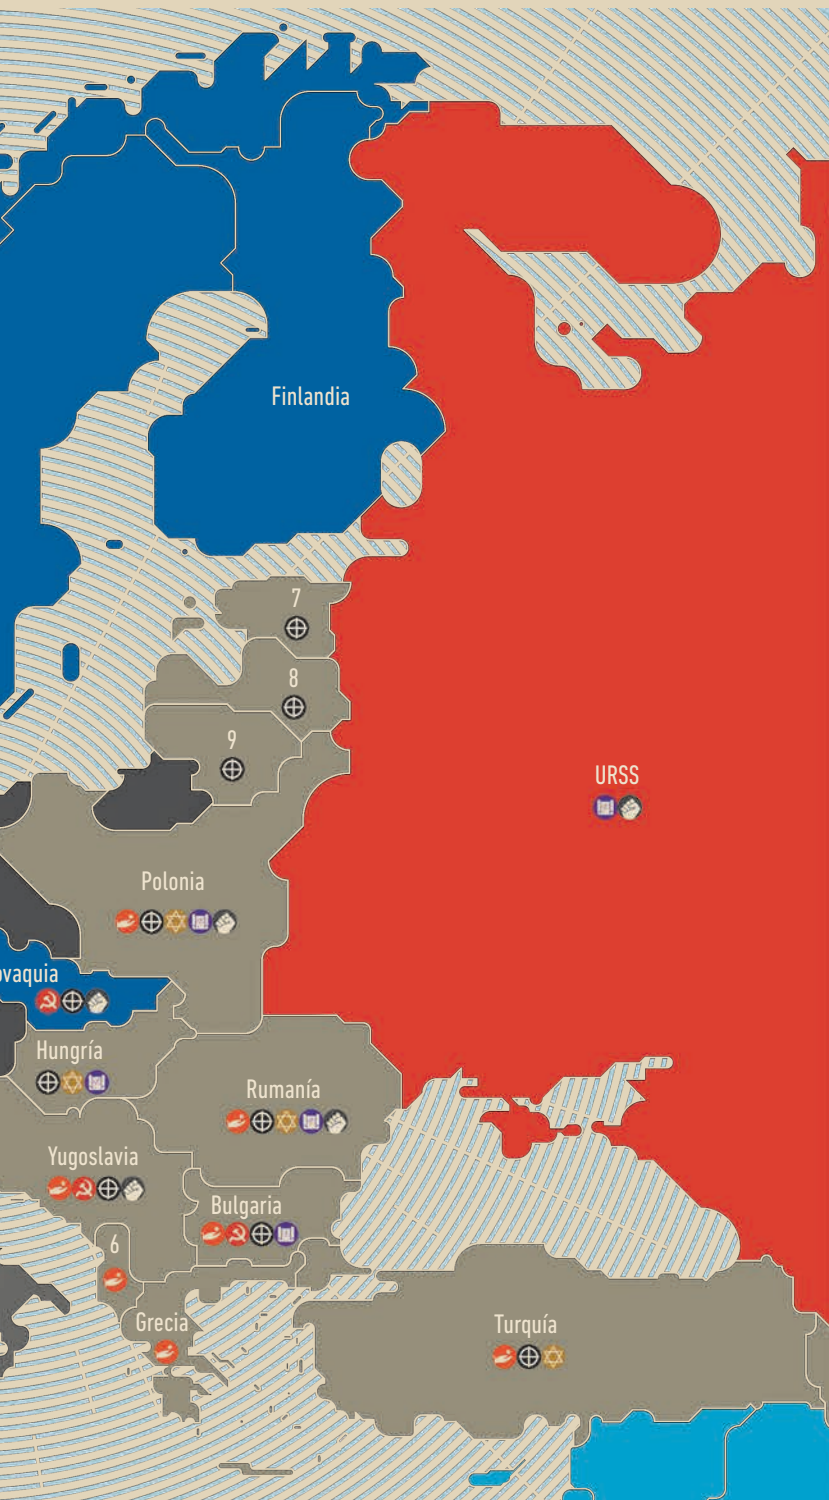 Finlandia
7
8
9
URSS
Polonia
ovaquia
Hungría
Rumanía
Yugoslavia
Bulgaria
6
Grecia
Turquía